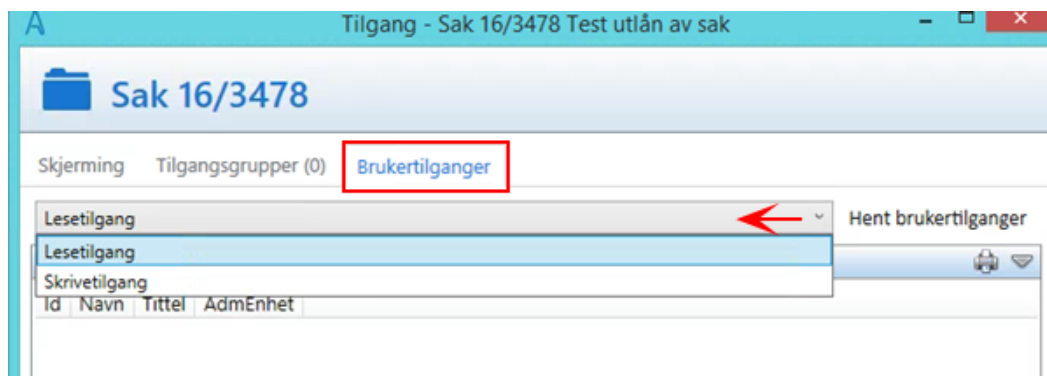 Tilgang - Sak 16/3478 Test utlån av sak
Sak 16/3478
Skjerming Tilgangsgrupper (0) Brukertilganger
Lesetilgang Hent brukertilganger
Lesetilgang
Skrivetilgang
Id Navn Tittel AdmEnhet